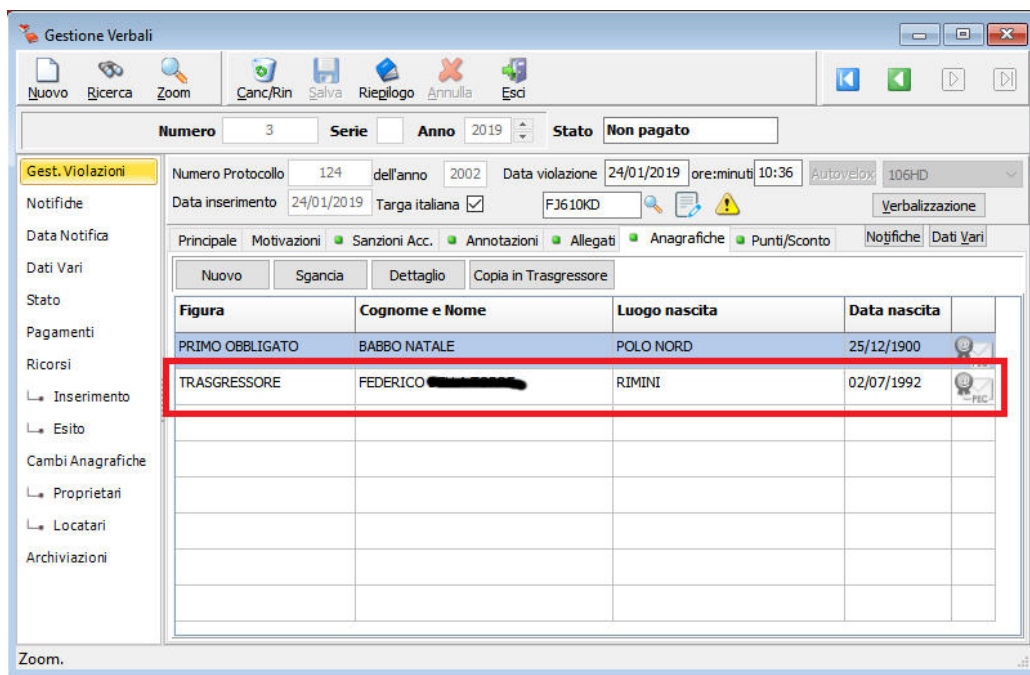 Gestione Verbali
Nuovo Ricerca Zoom Canc/Rin Salva Riepilogo Annulla Esci
Numero 3 Serie Anno 2019 Stato Non pagato
Gest. Violazioni
Notifiche
Data Notifica
Dati Vari
Stato
Pagamenti
Ricorsi
Inserimento
Esito
Cambi Anagrafiche
Proprietari
Locatari
Archiviazioni
Numero Protocollo 124 dell'anno 2002 Data violazione 24/01/2019 ore:minuti 10:36 Autovelox 106HD
Data inserimento 24/01/2019 Targa italiana FJ610KD Verbalizzazione
Principale Motivazioni Sanzioni Acc. Annotazioni Allegati Anagrafiche Punti/Sconto Notifiche Dati Vari
Nuovo Sgancia Dettaglio Copia in Trasgressore
Figura Cognome e Nome Luogo nascita Data nascita
PRIMO OBBLIGATO BABBO NATALE POLO NORD 25/12/1900
TRASGRESSORE FEDERICO RIMINI 02/07/1992 PEC
Zoom.